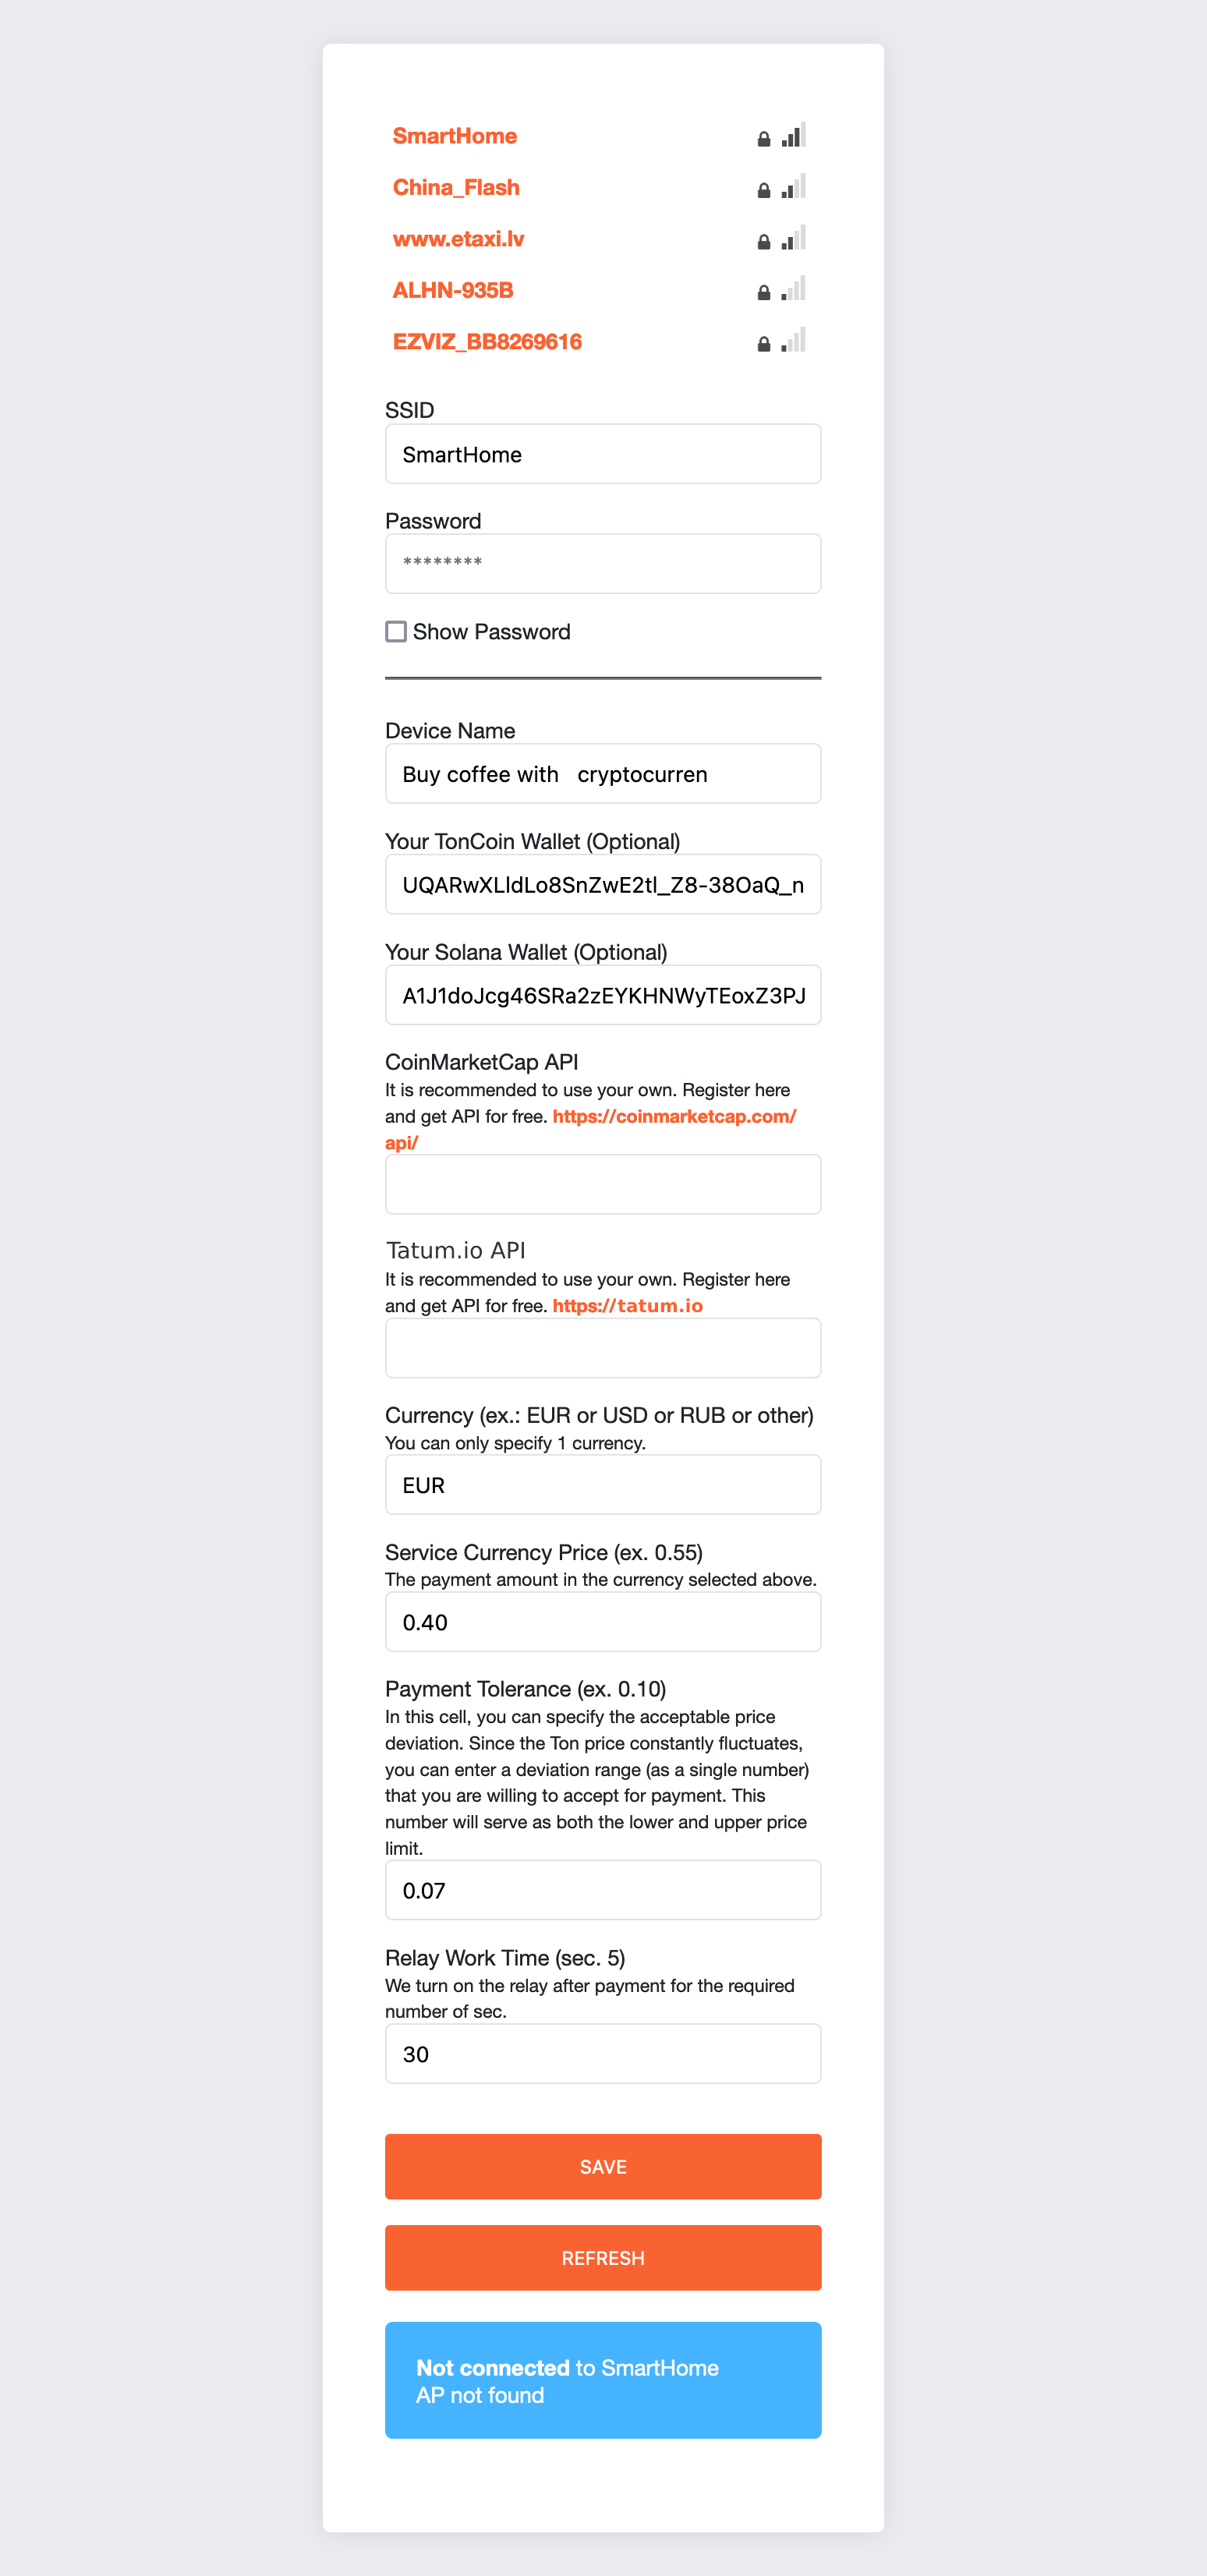 SmartHome
China_Flash
www.etaxi.lv
ALHN-935B
EZVIZ_BB8269616
SSID
SmartHome
Password
********
Show Password
Device Name
Buy coffee with   cryptocurren
Your TonCoin Wallet (Optional)
UQARwXLldLo8SnZwE2tl_Z8-38OaQ_n
Your Solana Wallet (Optional)
A1J1doJcg46SRa2zEYKHNWyTEoxZ3PJ
CoinMarketCap API
It is recommended to use your own. Register here
and get API for free. https://coinmarketcap.com/
api/
Tatum.io API
It is recommended to use your own. Register here
and get API for free. https://tatum.io
Currency (ex.: EUR or USD or RUB or other)
You can only specify 1 currency.
EUR
Service Currency Price (ex. 0.55)
The payment amount in the currency selected above.
0.40
Payment Tolerance (ex. 0.10)
In this cell, you can specify the acceptable price
deviation. Since the Ton price constantly fluctuates,
you can enter a deviation range (as a single number)
that you are willing to accept for payment. This
number will serve as both the lower and upper price
limit.
0.07
Relay Work Time (sec. 5)
We turn on the relay after payment for the required
number of sec.
30
SAVE
REFRESH
Not connected to SmartHome
AP not found